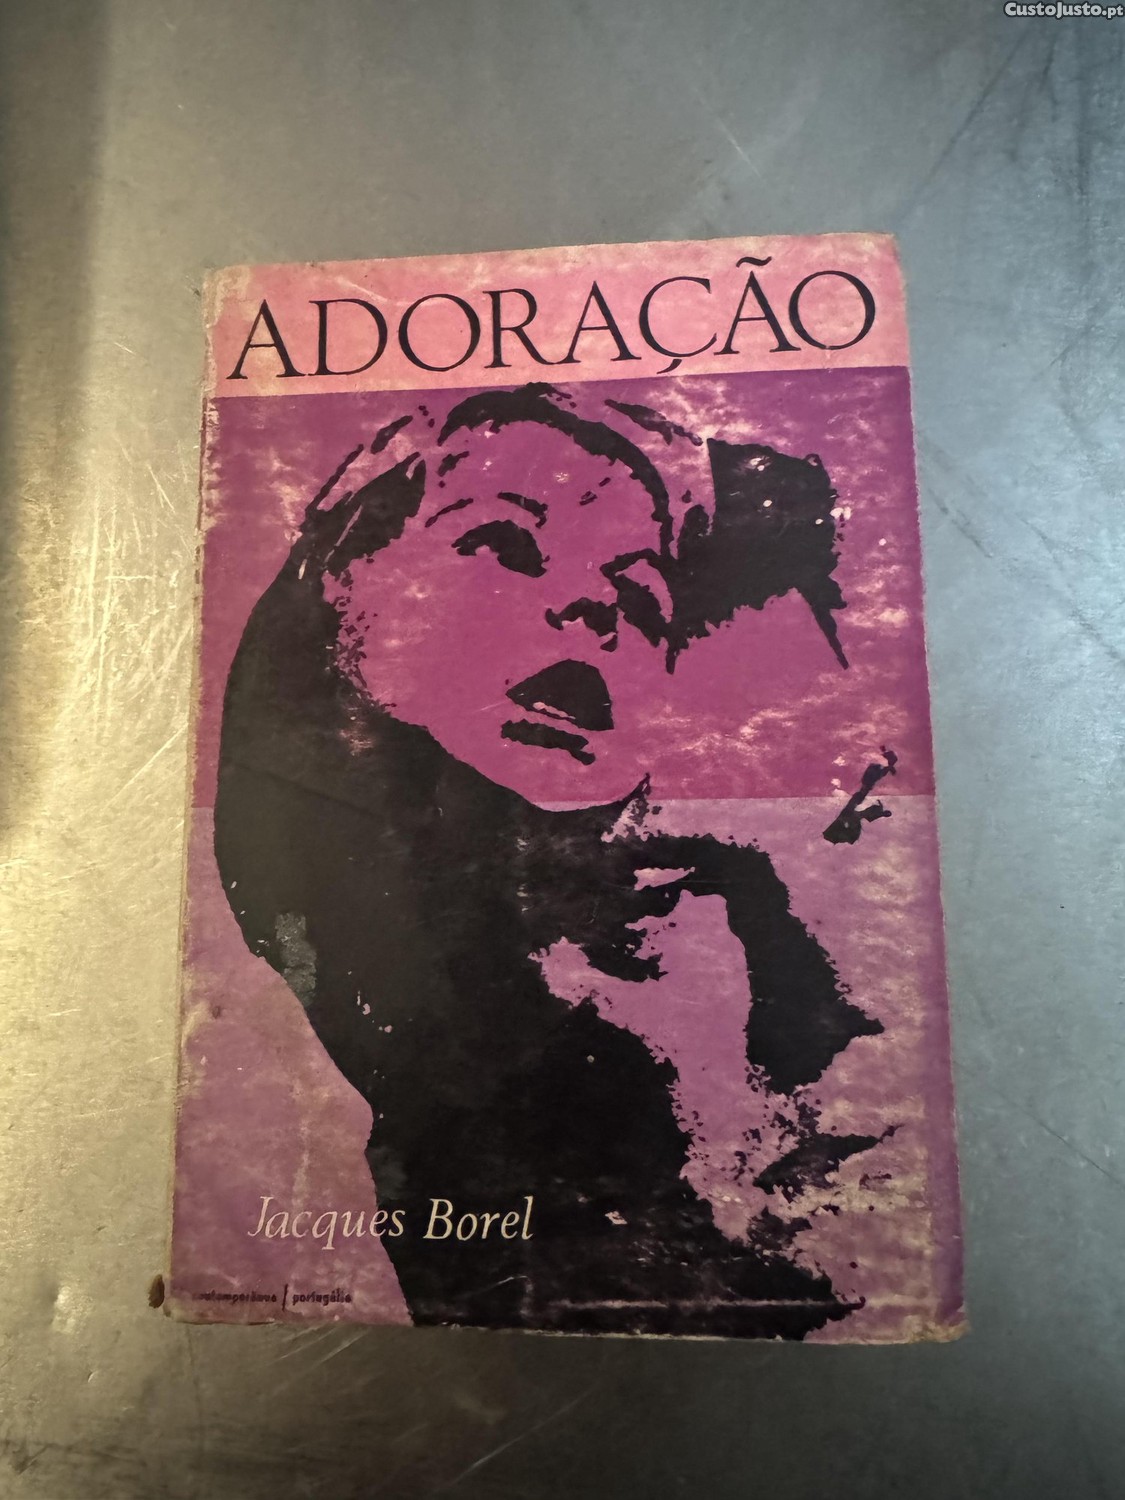 CustoJusto.pt
ADORAÇÃO
Jacques Borel
contemporânea / portugália